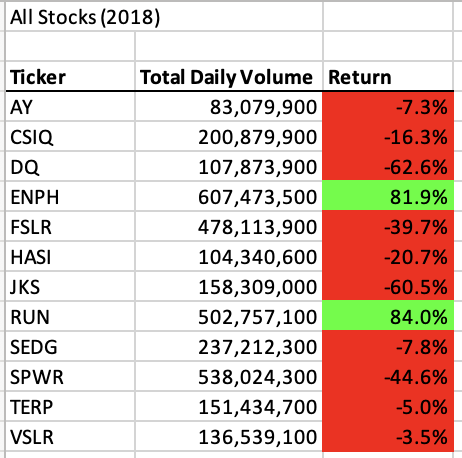 All Stocks (2018)
Ticker Total Daily Volume Return
AY 83,079,900 -7.3%
CSIQ 200,879,900 -16.3%
DQ 107,873,900 -62.6%
ENPH 607,473,500 81.9%
FSLR 478,113,900 -39.7%
HASI 104,340,600 -20.7%
JKS 158,309,000 -60.5%
RUN 502,757,100 84.0%
SEDG 237,212,300 -7.8%
SPWR 538,024,300 -44.6%
TERP 151,434,700 -5.0%
VSLR 136,539,100 -3.5%